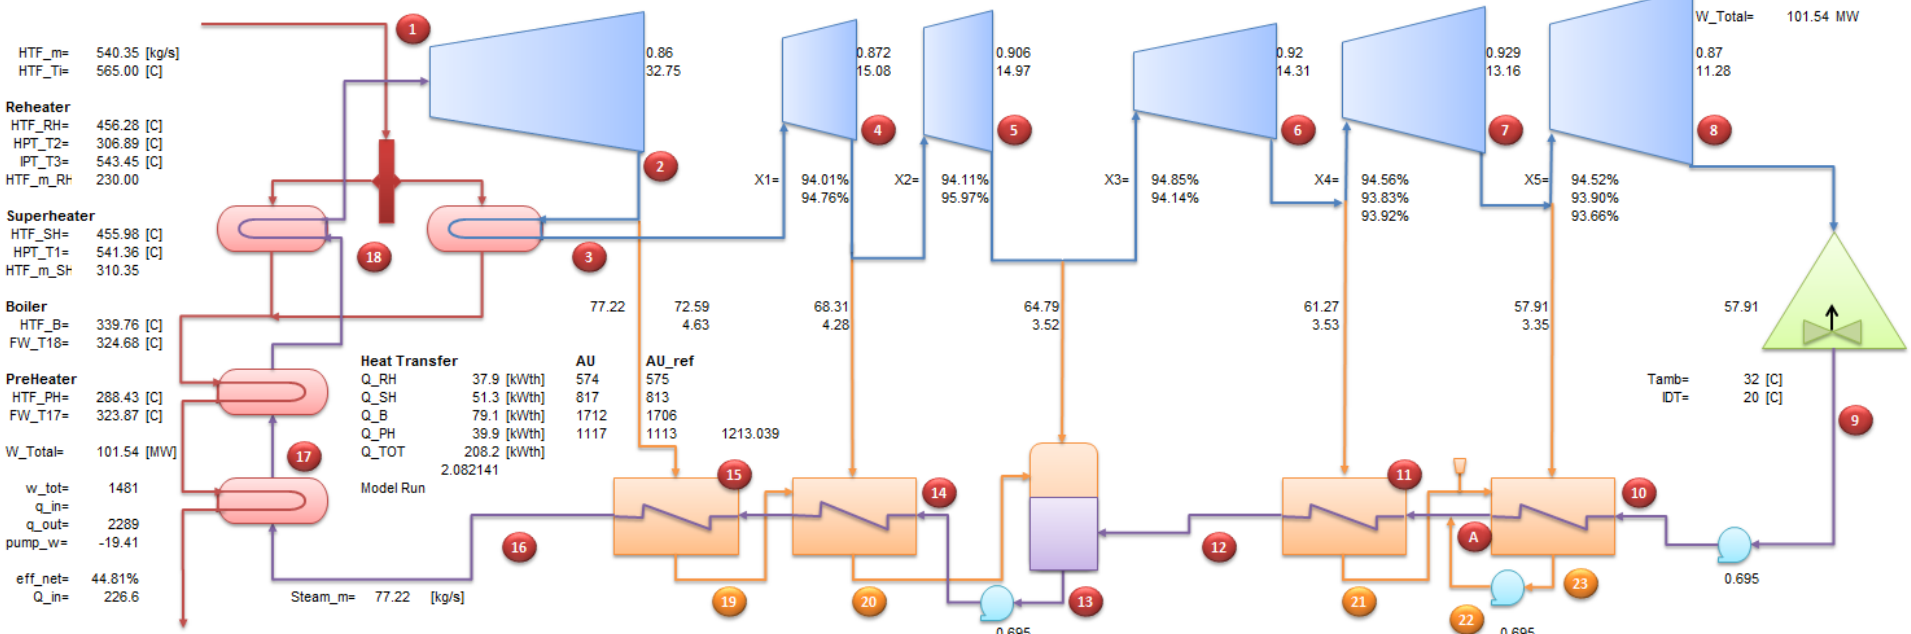 1
W_Total= 101.54 MW
HTF_m= 540.35 [kg/s]
HTF_Ti= 565.00 [C]
0.86
32.75
0.872
15.08
0.906
14.97
0.92
14.31
0.929
13.16
0.87
11.28
Reheater
HTF_RH= 456.28 [C]
HPT_T2= 306.89 [C]
IPT_T3= 543.45 [C]
HTF_m_RH 230.00
2
4
5
6
7
8
X1= 94.01%
94.76%
X2= 94.11%
95.97%
X3= 94.85%
94.14%
X4= 94.56%
93.83%
93.92%
X5= 94.52%
93.90%
93.66%
Superheater
HTF_SH= 455.98 [C]
HPT_T1= 541.36 [C]
HTF_m_SH 310.35
18
3
Boiler
HTF_B= 339.76 [C]
FW_T18= 324.68 [C]
77.22 72.59
4.63
68.31
4.28
64.79
3.52
61.27
3.53
57.91
3.35
57.91
PreHeater
HTF_PH= 288.43 [C]
FW_T17= 323.87 [C]
Heat Transfer AU AU_ref
Q_RH 37.9 [kWth] 574 575
Q_SH 51.3 [kWth] 817 813
Q_B 79.1 [kWth] 1712 1706
Q_PH 39.9 [kWth] 1117 1113 1213.039
Q_TOT 208.2 [kWth]
2.082141
Model Run
Tamb= 32 [C]
IDT= 20 [C]
9
W_Total= 101.54 [MW]
17
15
14
11
10
w_tot= 1481
q_in=
q_out= 2289
pump_w= -19.41
16
12
A
eff_net= 44.81%
Q_in= 226.6
Steam_m= 77.22 [kg/s]
19
20
13
21
22
23
0.695
0.695
0.695